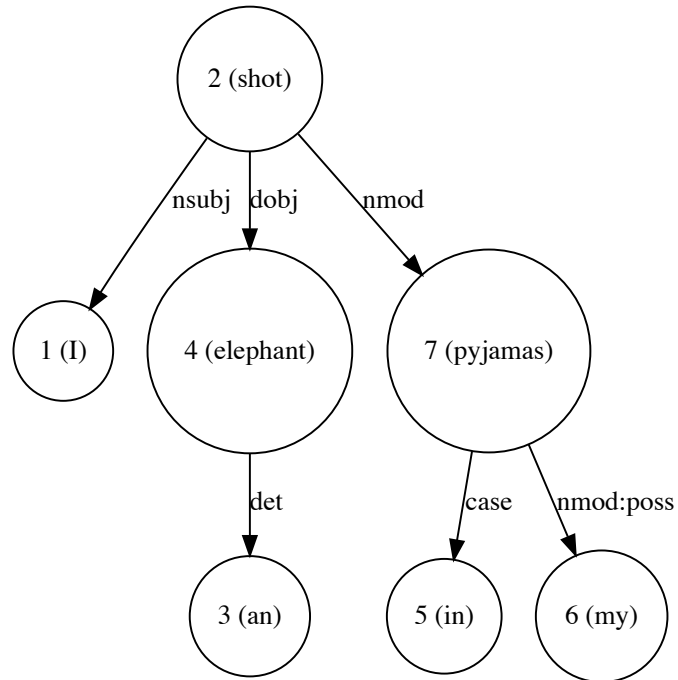 2 (shot)
nsubj dobj nmod
1 (I) 4 (elephant) 7 (pyjamas)
det case nmod:poss
3 (an) 5 (in) 6 (my)